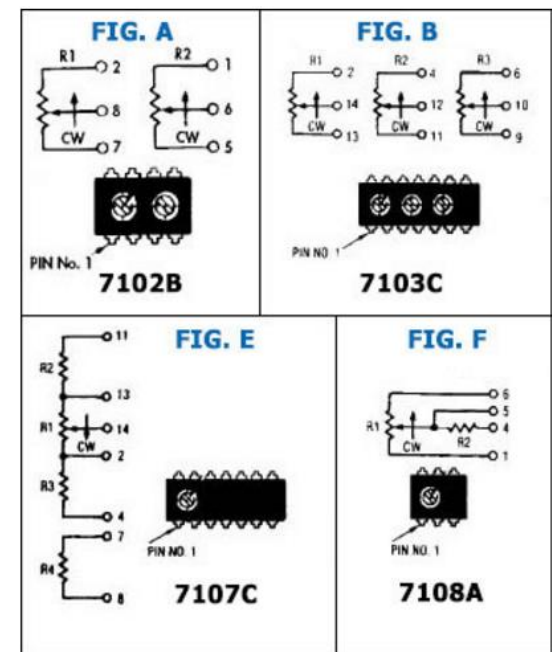 FIG. A
R1
2
8
CW
7
R2
1
6
5
PIN No. 1
7102B
FIG. B
R1
2
14
CW
13
R2
4
12
CW
11
R3
6
10
CW
9
PIN NO. 1
7103C
FIG. E
11
R2
13
R1
14
CW
2
R3
4
7
R4
8
PIN NO. 1
7107C
FIG. F
6
5
R1
4
CW
R2
1
PIN NO. 1
7108A